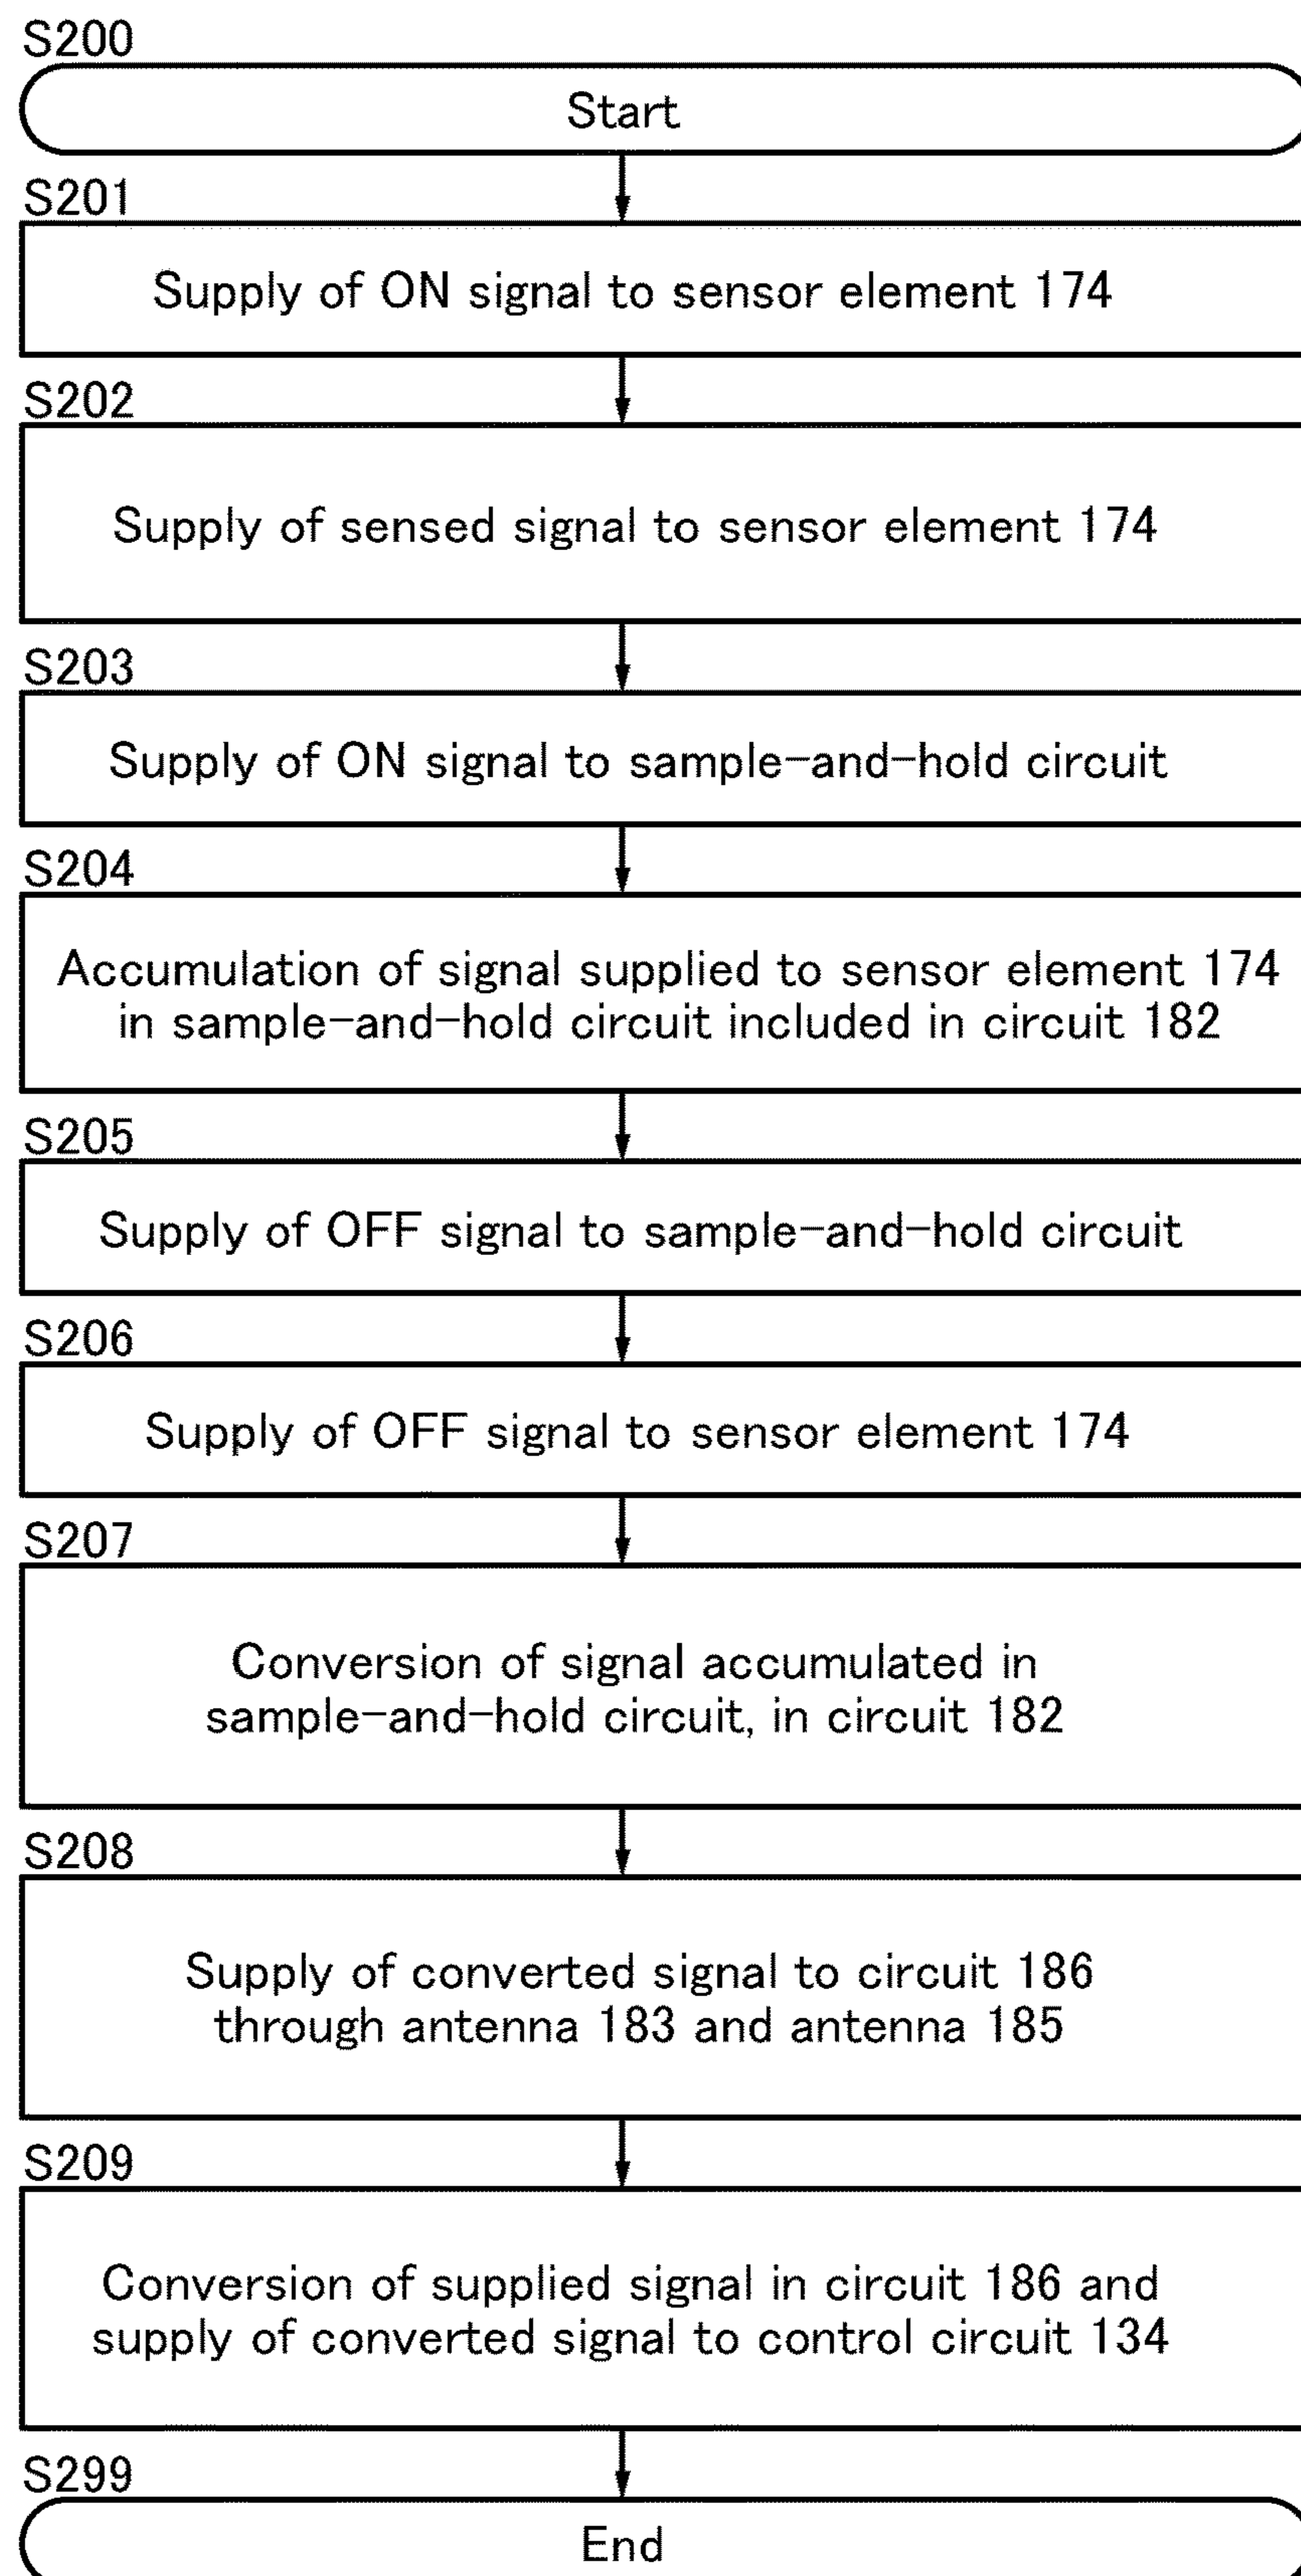 S200
Start
S201
Supply of ON signal to sensor element 174
S202
Supply of sensed signal to sensor element 174
S203
Supply of ON signal to sample-and-hold circuit
S204
Accumulation of signal supplied to sensor element 174
in sample-and-hold circuit included in circuit 182
S205
Supply of OFF signal to sample-and-hold circuit
S206
Supply of OFF signal to sensor element 174
S207
Conversion of signal accumulated in
sample-and-hold circuit, in circuit 182
S208
Supply of converted signal to circuit 186
through antenna 183 and antenna 185
S209
Conversion of supplied signal in circuit 186 and
supply of converted signal to control circuit 134
S299
End